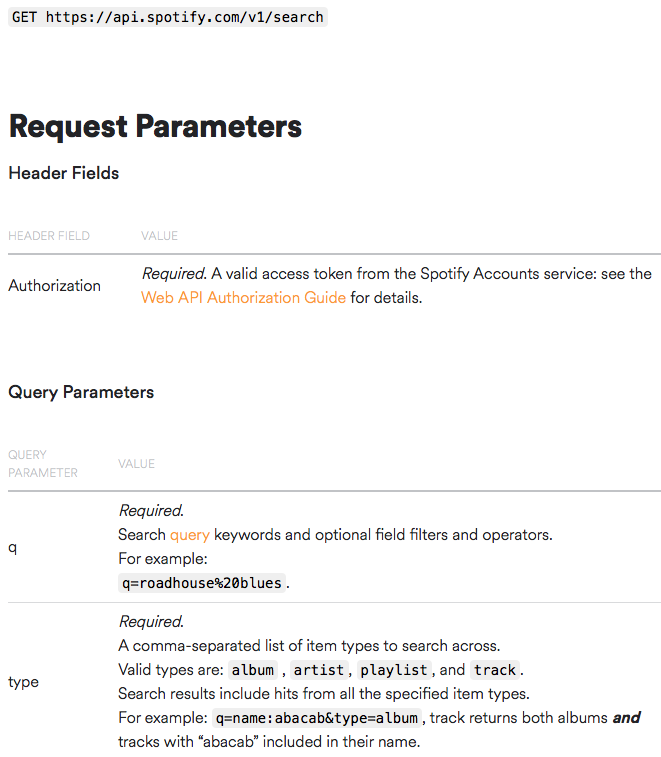 GET https://api.spotify.com/v1/search
Request Parameters
Header Fields
HEADER FIELD VALUE
Authorization
Required. A valid access token from the Spotify Accounts service: see the
Web API Authorization Guide for details.
Query Parameters
QUERY
PARAMETER
VALUE
q
Required.
Search query keywords and optional field filters and operators.
For example:
q=roadhouse%20blues.
type
Required.
A comma-separated list of item types to search across.
Valid types are: album , artist, playlist, and track.
Search results include hits from all the specified item types.
For example: q=name:abacab&type=album, track returns both albums and
tracks with “abacab” included in their name.